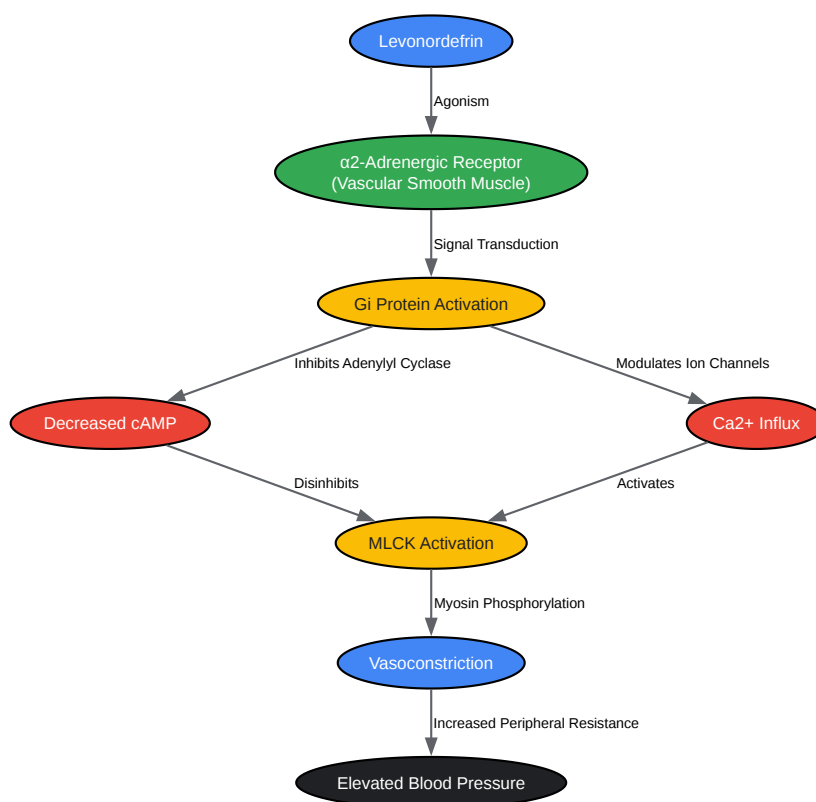 Levonordefrin
Agonism
α2-Adrenergic Receptor
(Vascular Smooth Muscle)
Signal Transduction
Gi Protein Activation
Inhibits Adenylyl Cyclase
Modulates Ion Channels
Decreased cAMP
Ca2+ Influx
Disinhibits
Activates
MLCK Activation
Myosin Phosphorylation
Vasoconstriction
Increased Peripheral Resistance
Elevated Blood Pressure